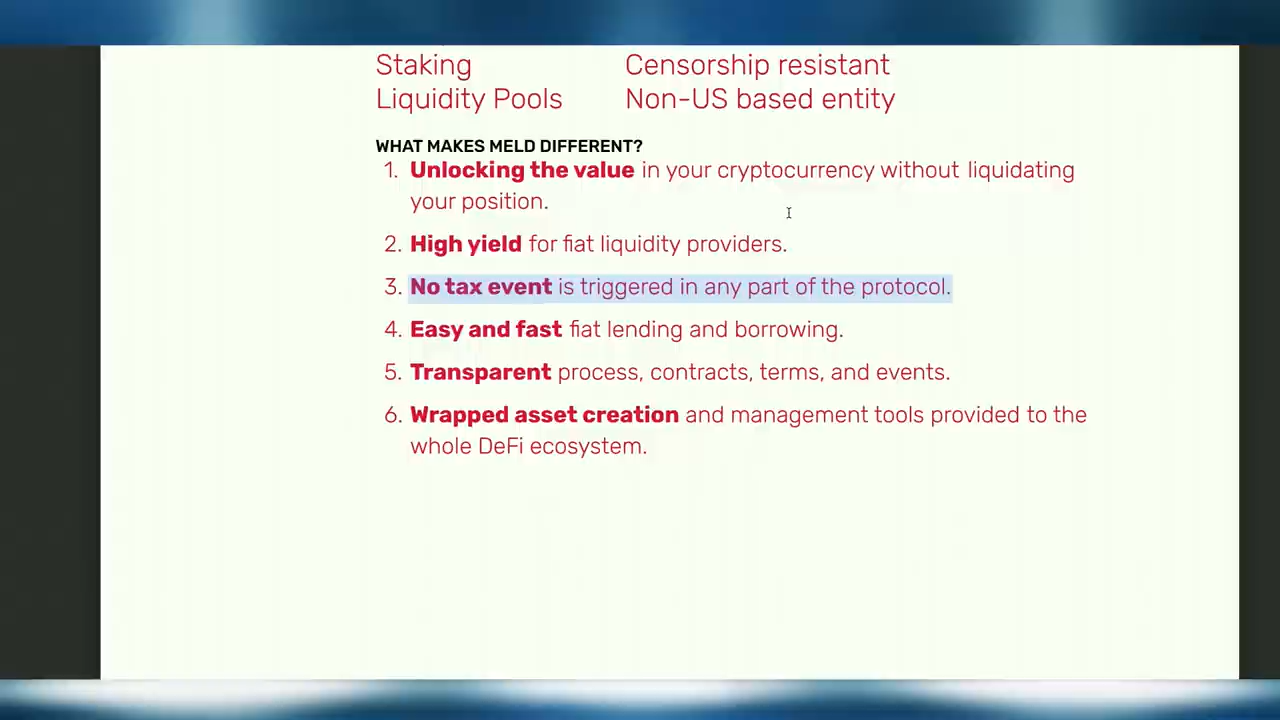 Staking
Censorship resistant
Liquidity Pools
Non-US based entity
WHAT MAKES MELD DIFFERENT?
1. Unlocking the value in your cryptocurrency without liquidating
your position.
2. High yield for fiat liquidity providers.
3. No tax event is triggered in any part of the protocol.
4. Easy and fast fiat lending and borrowing.
5. Transparent process, contracts, terms, and events.
6. Wrapped asset creation and management tools provided to the
whole DeFi ecosystem.